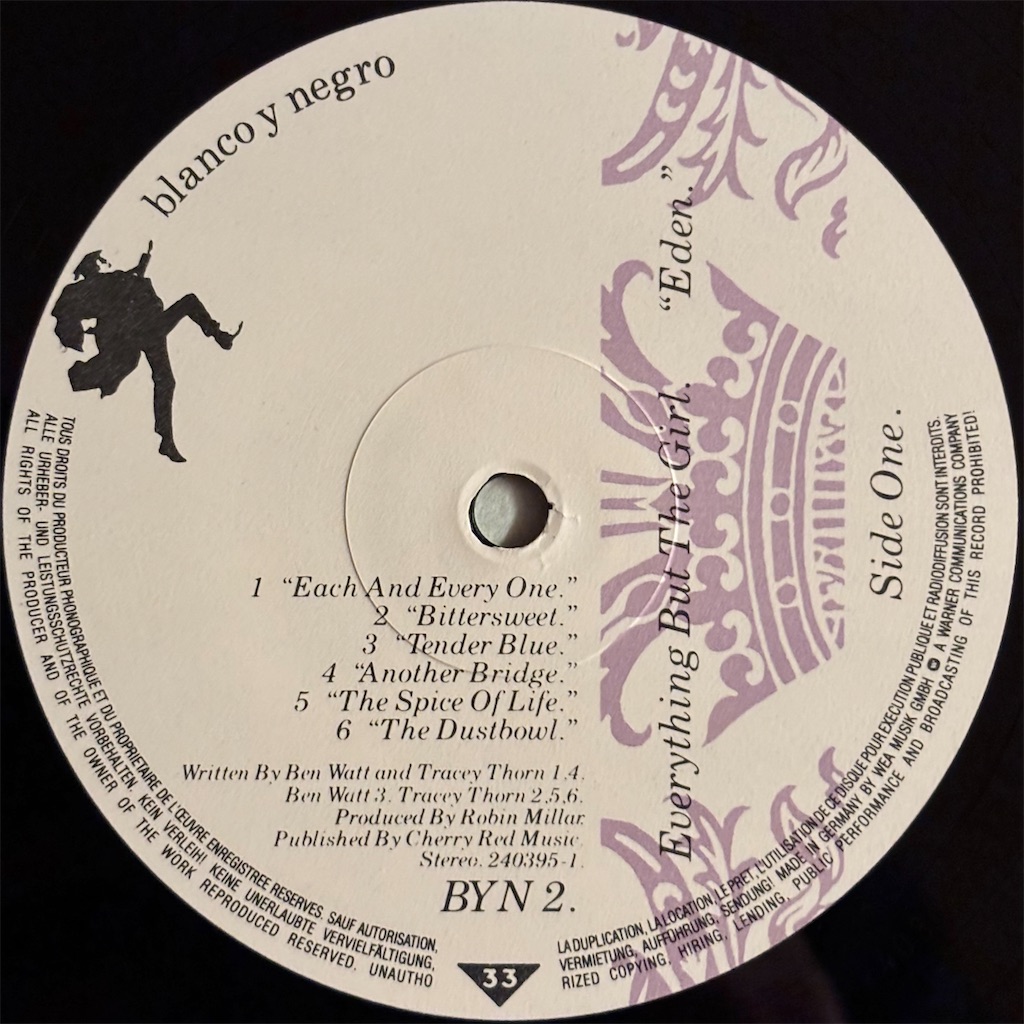 blanco y negro
"Eden."
Everything But The Girl.
Side One.
1 "Each And Every One."
2 "Bittersweet."
3 "Tender Blue."
4 "Another Bridge."
5 "The Spice Of Life."
6 "The Dustbowl."
Written By Ben Watt and Tracey Thorn 1,4.
Ben Watt 3. Tracey Thorn 2,5,6.
Produced By Robin Millar.
Published By Cherry Red Music.
Stereo. 240395-1.
BYN 2.
33
TOUS DROITS DU PRODUCTEUR PHONOGRAPHIQUE ET DU PROPRIETAIRE DE L'ŒUVRE ENREGISTREE RESERVES. SAUF AUTORISATION,
ALLE URHEBER- UND LEISTUNGSSCHUTZRECHTE VORBEHALTEN. KEIN VERLEIH! KEINE UNERLAUBTE VERVIELFÄLTIGUNG,
ALL RIGHTS OF THE PRODUCER AND OF THE OWNER OF THE WORK REPRODUCED RESERVED. UNAUTHO
LA DUPLICATION, LA LOCATION, LE PRET, L'UTILISATION DE CE DISQUE POUR EXECUTION PUBLIQUE ET RADIODIFFUSION SONT INTERDITS.
VERMIETUNG, AUFFÜHRUNG, SENDUNG! MADE IN GERMANY BY WEA MUSIK GMBH A WARNER COMMUNICATIONS COMPANY
RIZED COPYING, HIRING, LENDING, PUBLIC PERFORMANCE AND BROADCASTING OF THIS RECORD PROHIBITED!